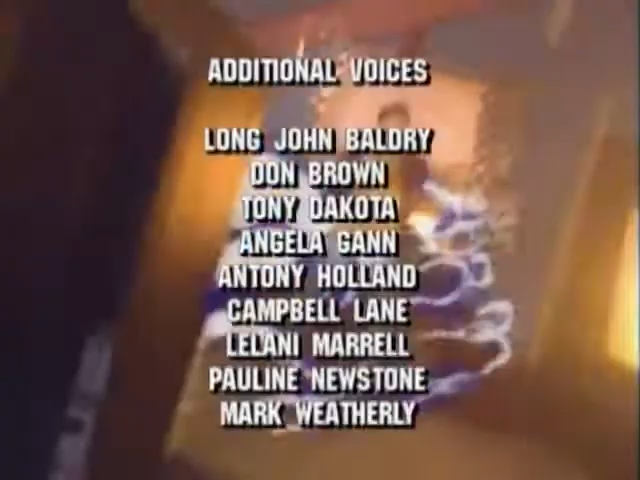 ADDITIONAL VOICES
LONG JOHN BALDRY
DON BROWN
TONY DAKOTA
ANGELA GANN
ANTONY HOLLAND
CAMPBELL LANE
LELANI MARRELL
PAULINE NEWSTONE
MARK WEATHERLY